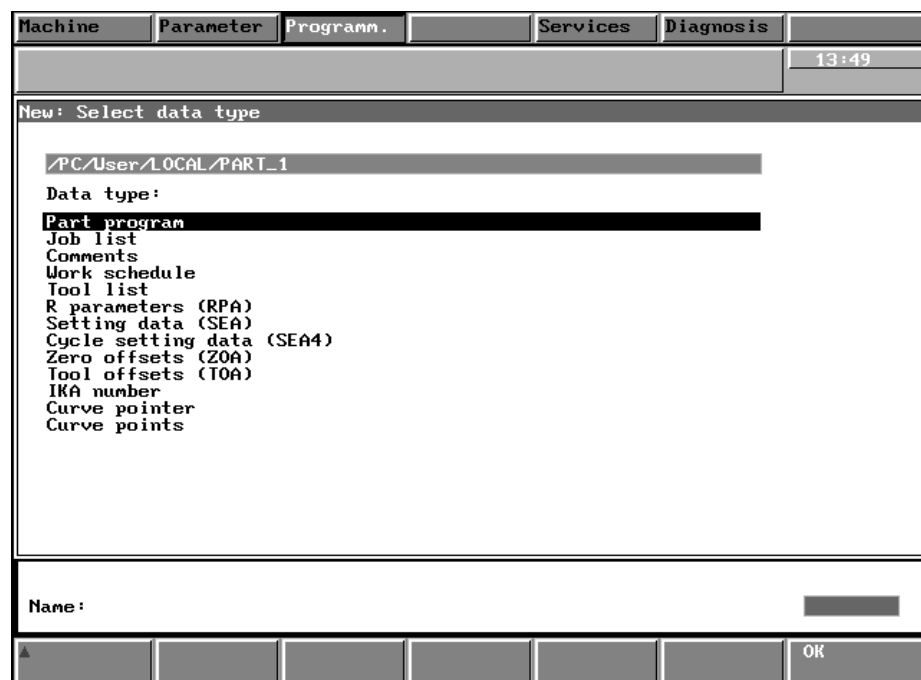 Machine Parameter Programm. Services Diagnosis
13:49
New: Select data type
/PC/User/LOCAL/PART_1
Data type:
Part program
Job list
Comments
Work schedule
Tool list
R parameters (RPA)
Setting data (SEA)
Cycle setting data (SEA4)
Zero offsets (ZOA)
Tool offsets (TOA)
IKA number
Curve pointer
Curve points
Name:
OK